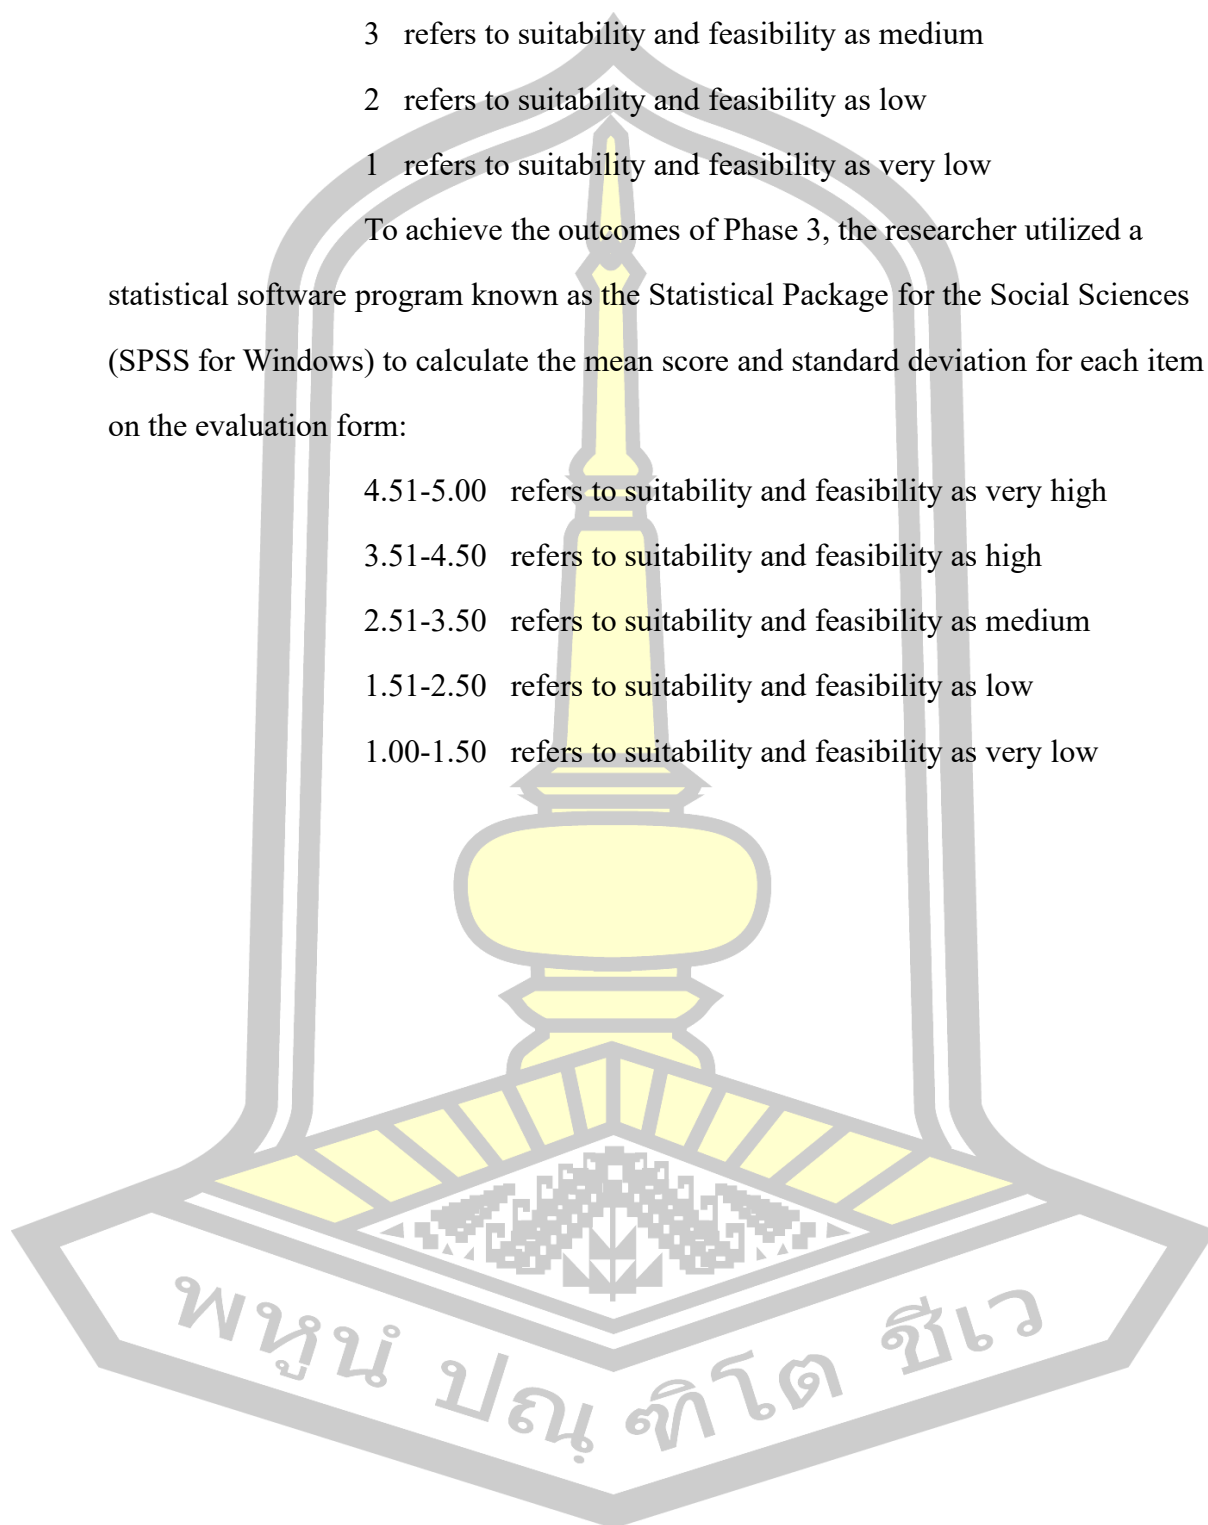 3 refers to suitability and feasibility as medium
2 refers to suitability and feasibility as low
1 refers to suitability and feasibility as very low
To achieve the outcomes of Phase 3, the researcher utilized a
statistical software program known as the Statistical Package for the Social Sciences
(SPSS for Windows) to calculate the mean score and standard deviation for each item
on the evaluation form:
4.51-5.00 refers to suitability and feasibility as very high
3.51-4.50 refers to suitability and feasibility as high
2.51-3.50 refers to suitability and feasibility as medium
1.51-2.50 refers to suitability and feasibility as low
1.00-1.50 refers to suitability and feasibility as very low
พหูนํ ปณฺฑิโต ชีเว